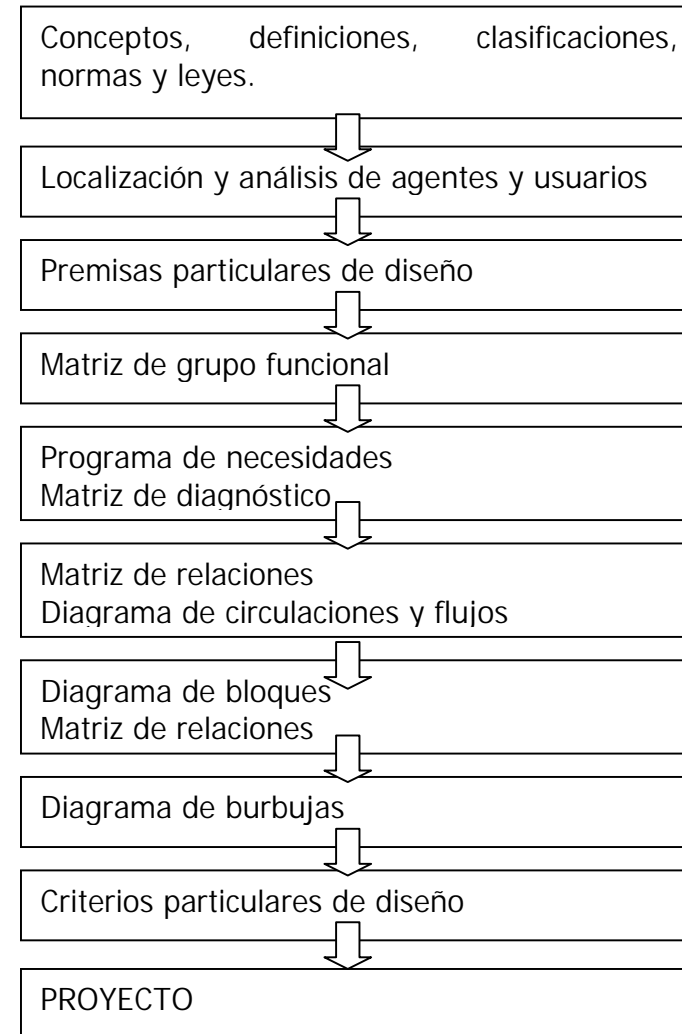 Conceptos, definiciones, clasificaciones,
normas y leyes.
Localización y análisis de agentes y usuarios
Premisas particulares de diseño
Matriz de grupo funcional
Programa de necesidades
Matriz de diagnóstico
Matriz de relaciones
Diagrama de circulaciones y flujos
Diagrama de bloques
Matriz de relaciones
Diagrama de burbujas
Criterios particulares de diseño
PROYECTO